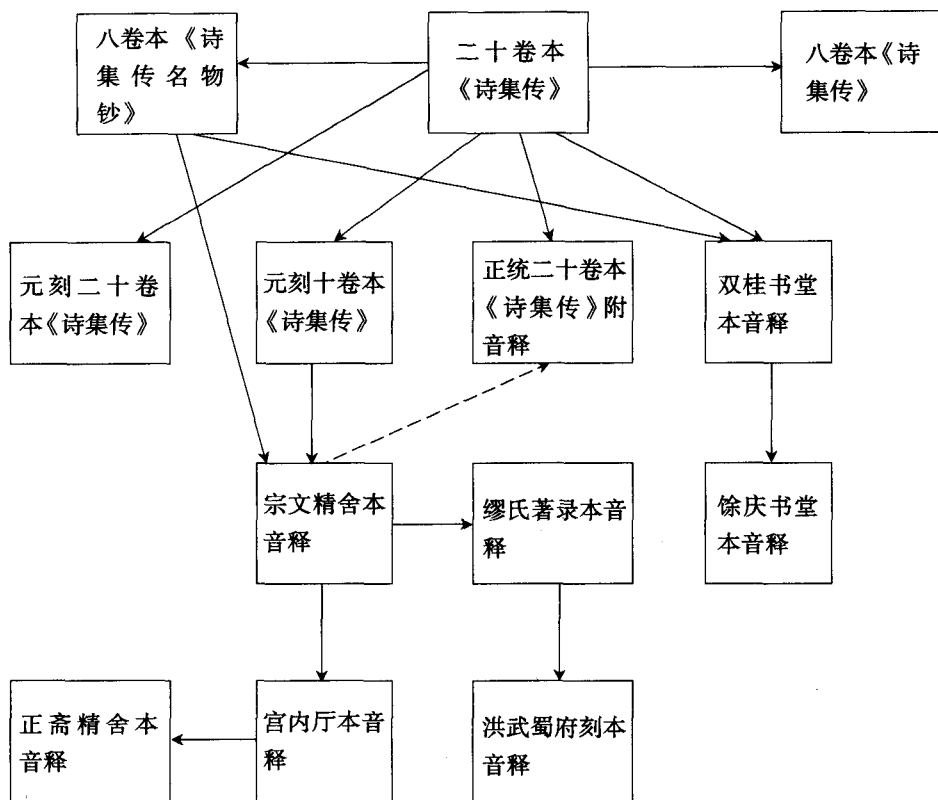 八卷本《诗
集传名物
钞》
二十卷本
《诗集传》
八卷本《诗
集传》
元刻二十卷
本《诗集传》
元刻十卷本
《诗集传》
正统二十卷本
《诗集传》附
音释
双桂书堂
本音释
宗文精舍本
音释
缪氏著录本音
释
馀庆书堂
本音释
正斋精舍本
音释
宫内厅本音
释
洪武蜀府刻本
音释